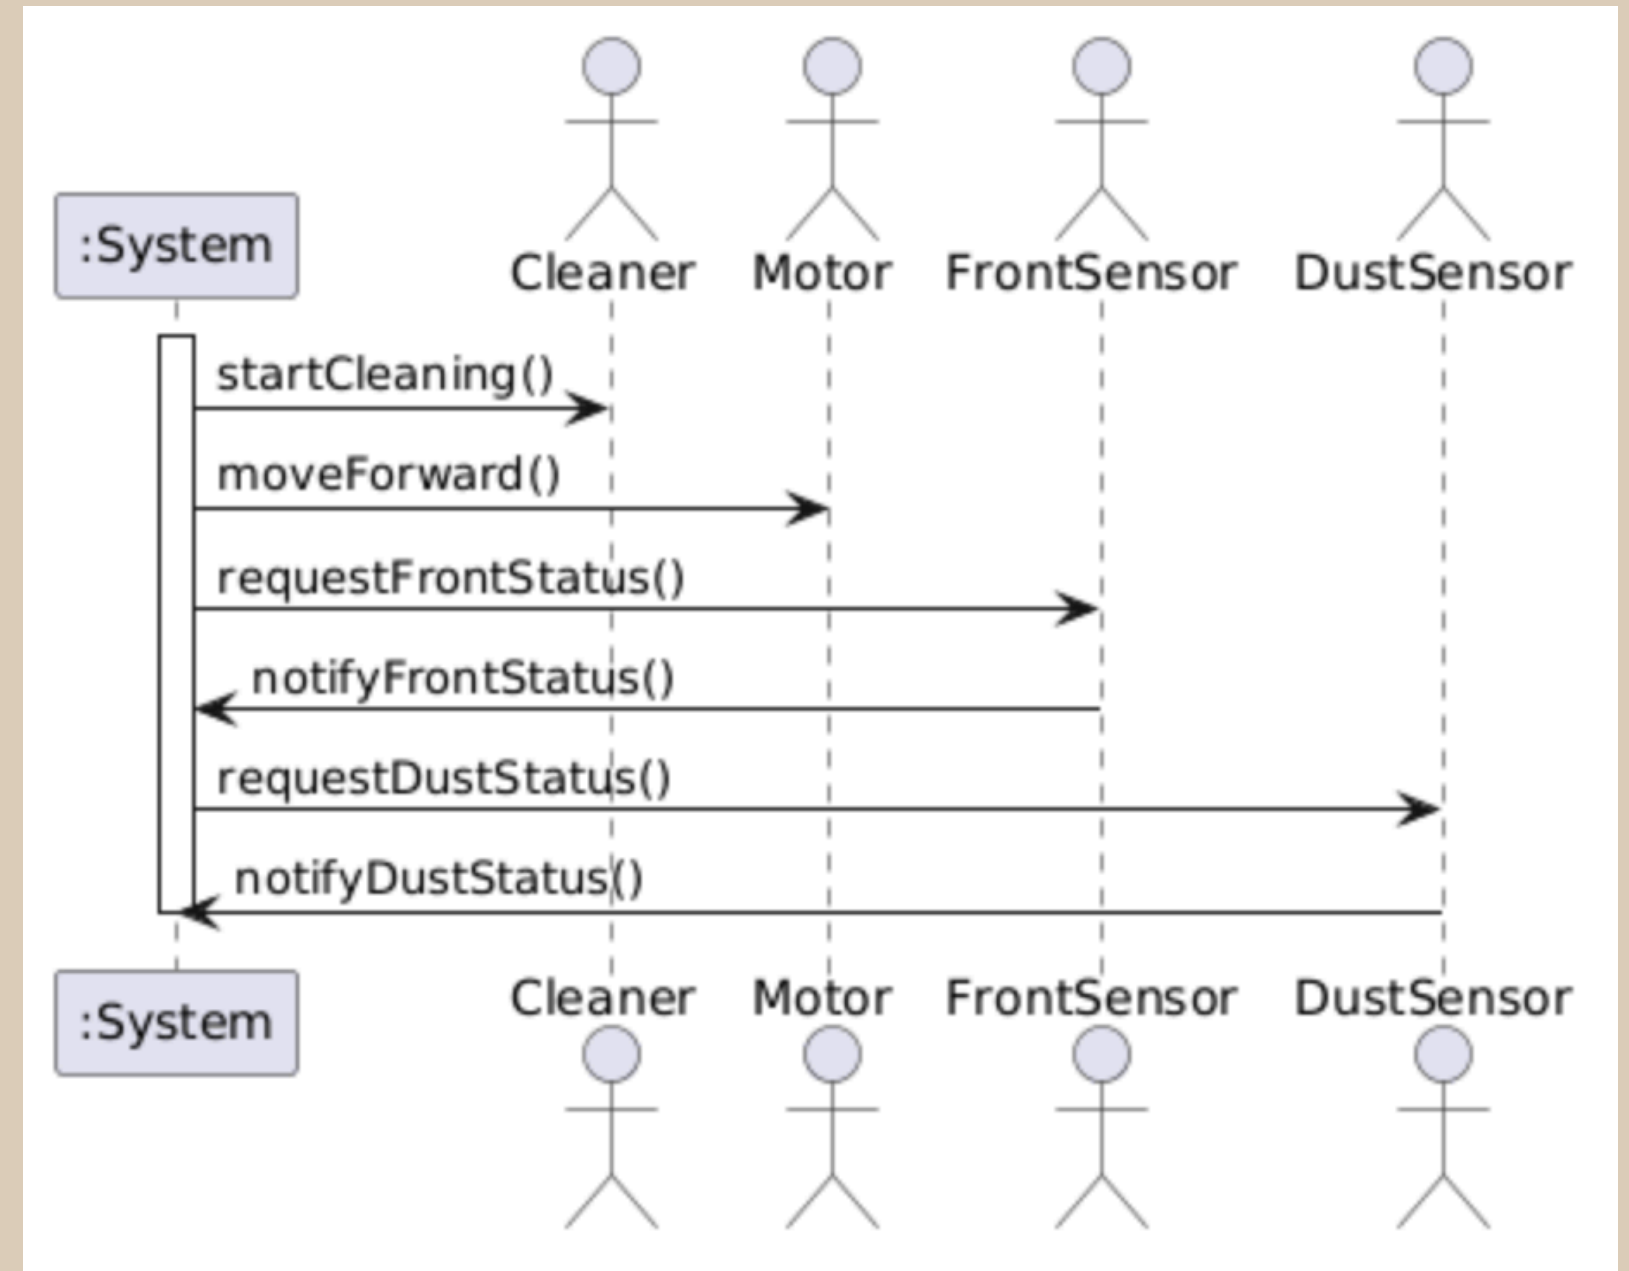 :System
Cleaner
Motor
FrontSensor
DustSensor
startCleaning()
moveForward()
requestFrontStatus()
notifyFrontStatus()
requestDustStatus()
notifyDustStatus()
:System
Cleaner
Motor
FrontSensor
DustSensor